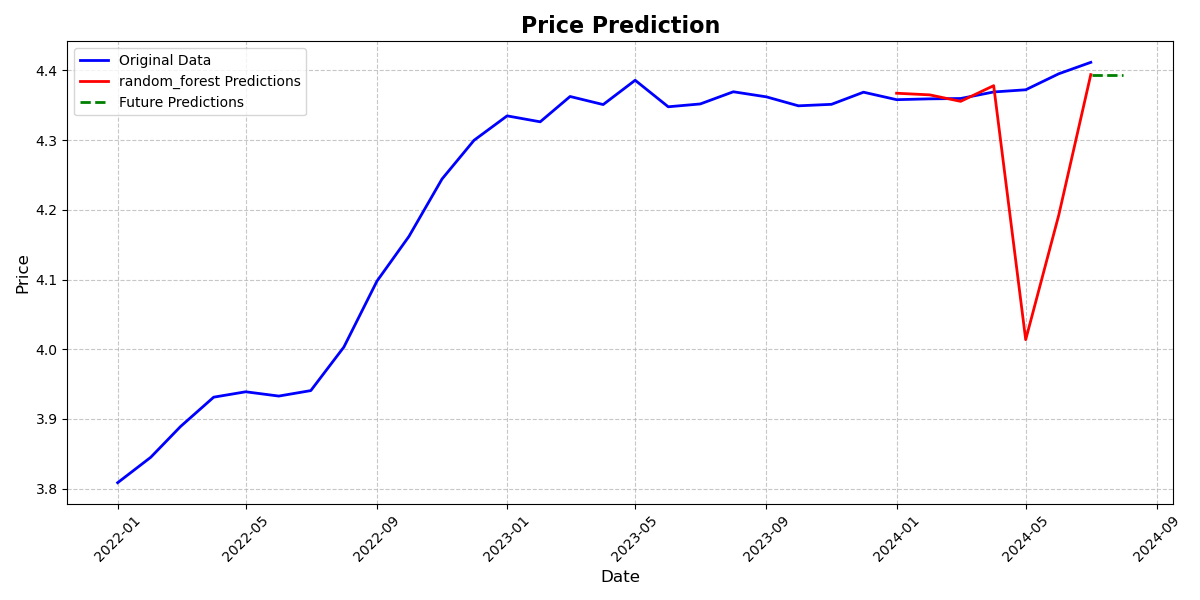 Price Prediction
Original Data
random_forest Predictions
Future Predictions
Price
4.4
4.3
4.2
4.1
4.0
3.9
3.8
2022-01
2022-05
2022-09
2023-01
2023-05
2023-09
2024-01
2024-05
2024-09
Date